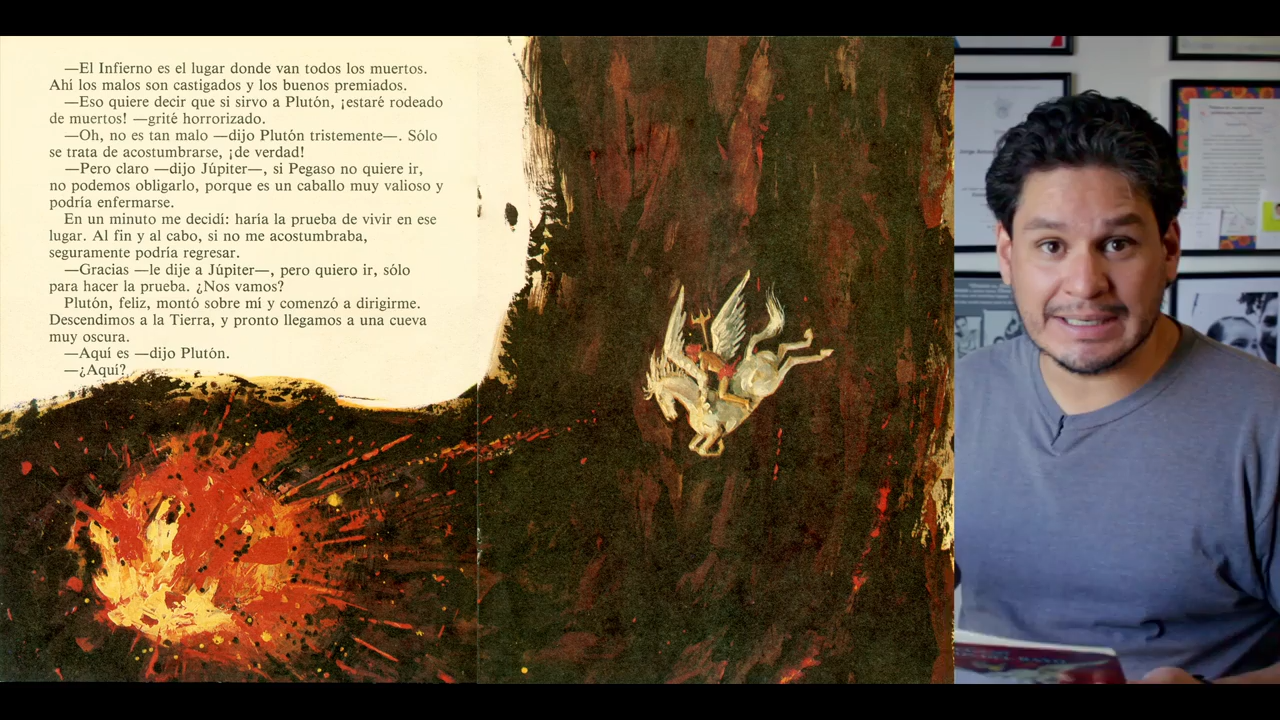 —El Infierno es el lugar donde van todos los muertos.
Ahí los malos son castigados y los buenos premiados.
—Eso quiere decir que si sirvo a Plutón, ¡estaré rodeado
de muertos! —grité horrorizado.
—Oh, no es tan malo —dijo Plutón tristemente—. Sólo
se trata de acostumbrarse, ¡de verdad!
—Pero claro —dijo Júpiter—, si Pegaso no quiere ir,
no podemos obligarlo, porque es un caballo muy valioso y
podría enfermarse.
En un minuto me decidí: haría la prueba de vivir en ese
lugar. Al fin y al cabo, si no me acostumbraba,
seguramente podría regresar.
—Gracias —le dije a Júpiter—, pero quiero ir, sólo
para hacer la prueba. ¿Nos vamos?
Plutón, feliz, montó sobre mí y comenzó a dirigirme.
Descendimos a la Tierra, y pronto llegamos a una cueva
muy oscura.
—Aquí es —dijo Plutón.
—¿Aquí?